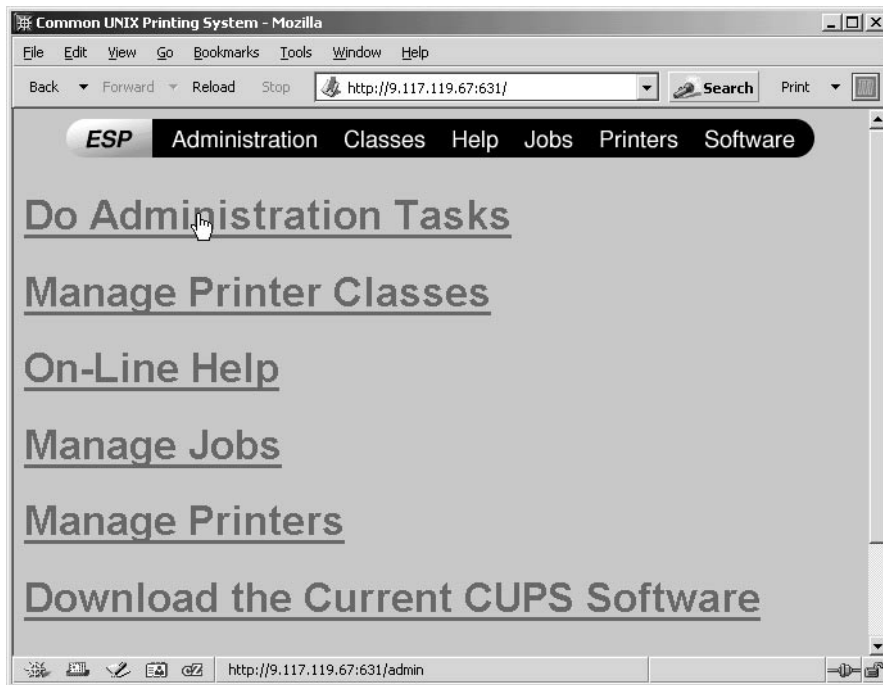 Common UNIX Printing System - Mozilla
File Edit View Go Bookmarks Tools Window Help
Back Forward Reload Stop http://9.117.119.67:631/ Search Print
ESP Administration Classes Help Jobs Printers Software
Do Administration Tasks
Manage Printer Classes
On-Line Help
Manage Jobs
Manage Printers
Download the Current CUPS Software
http://9.117.119.67:631/admin